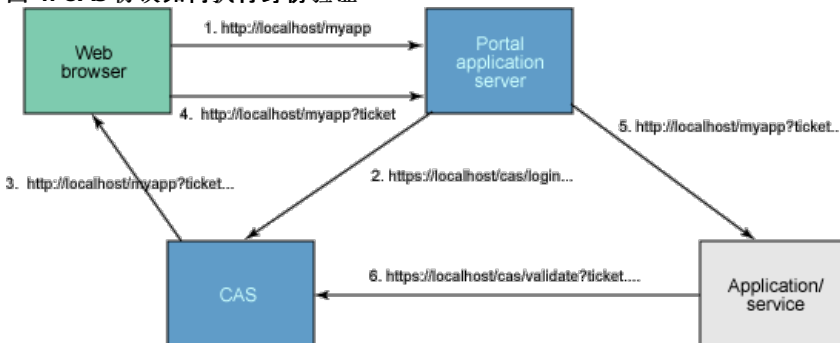 1. http://localhost/myapp
Web
browser
Portal
application
server
4. http://localhost/myapp?ticket
5. http://localhost/myapp?ticket..
3. http://localhost/myapp?ticket...
2. https://localhost/cas/login...
CAS
6. https://localhost/cas/validate?ticket.....
Application/
service